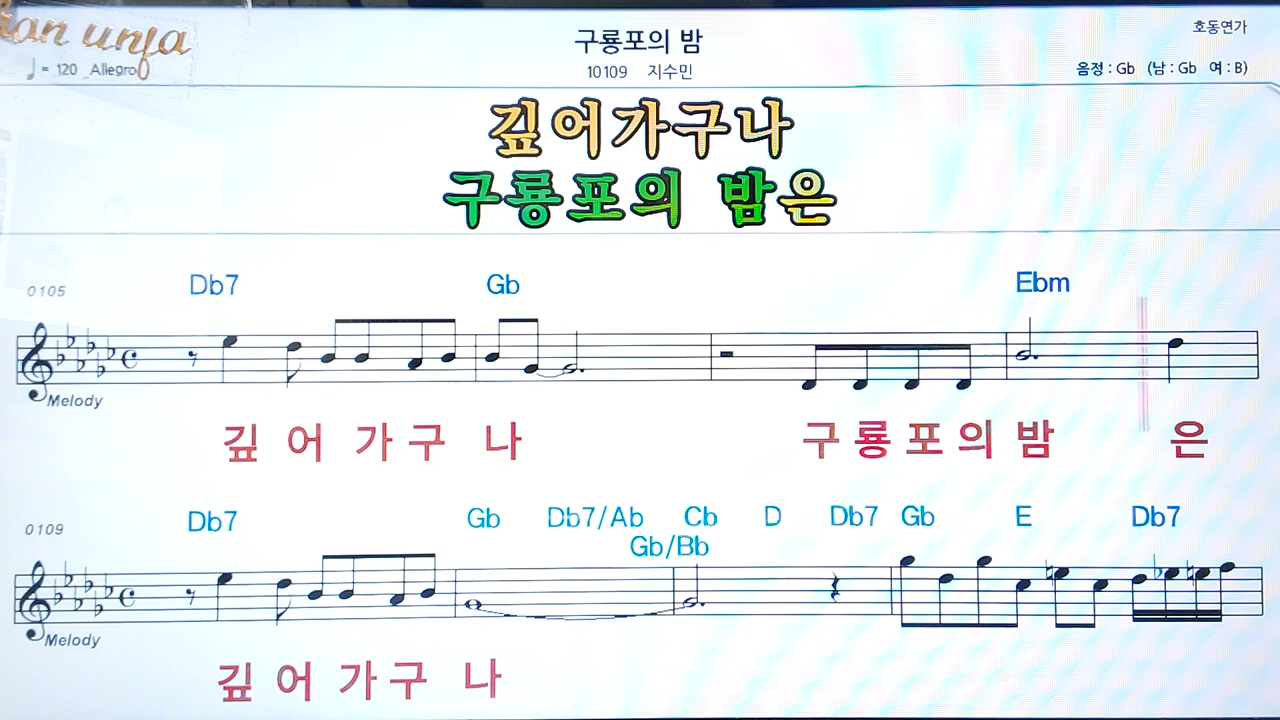 구룡포의 밤
호동연가
♩ = 120 Allegro
10109 지수민
음정 : Gb (남 : Gb 여 : B)
깊어가구나
구룡포의 밤은
0105 Db7 Gb Ebm
Melody
깊 어 가 구 나 구 룡 포 의 밤 은
0109 Db7 Gb Db7/Ab Cb D Db7 Gb E Db7
Gb/Bb
Melody
깊 어 가 구 나